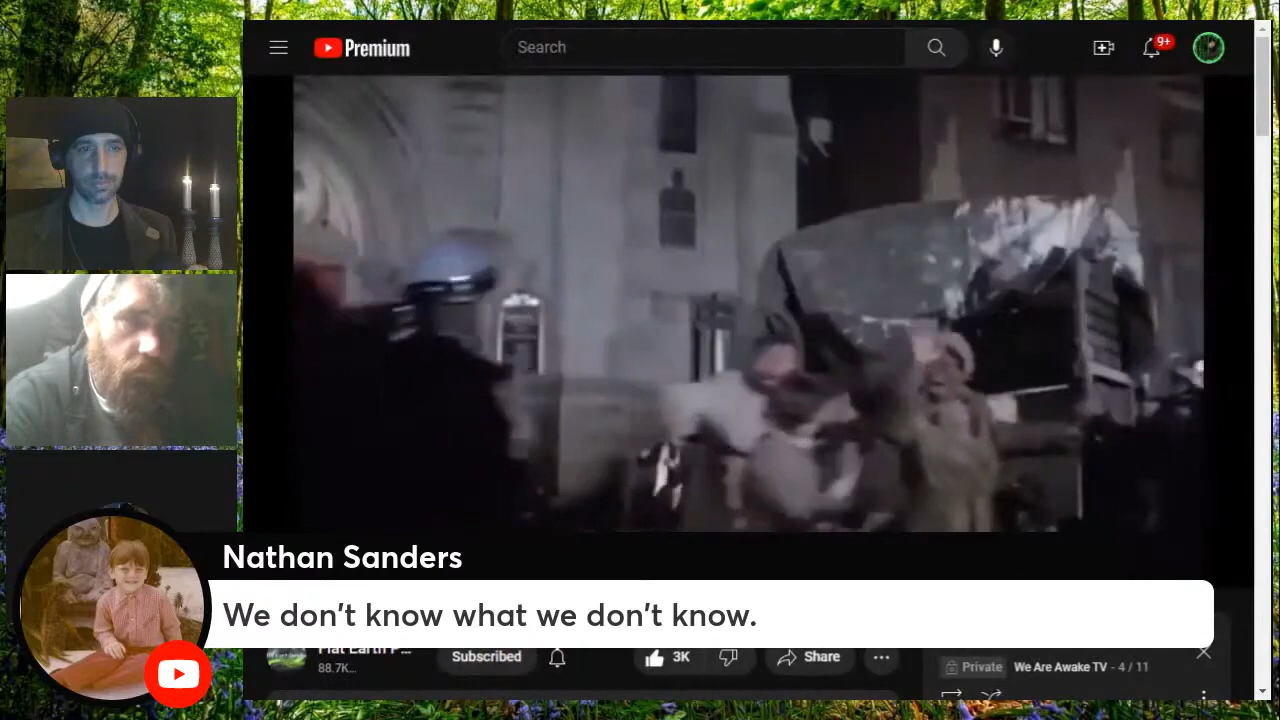 Premium
Search
9+
Nathan Sanders
We don't know what we don't know.
88.7K...
Subscribed
3K
Share
Private
We Are Awake TV - 4 / 11